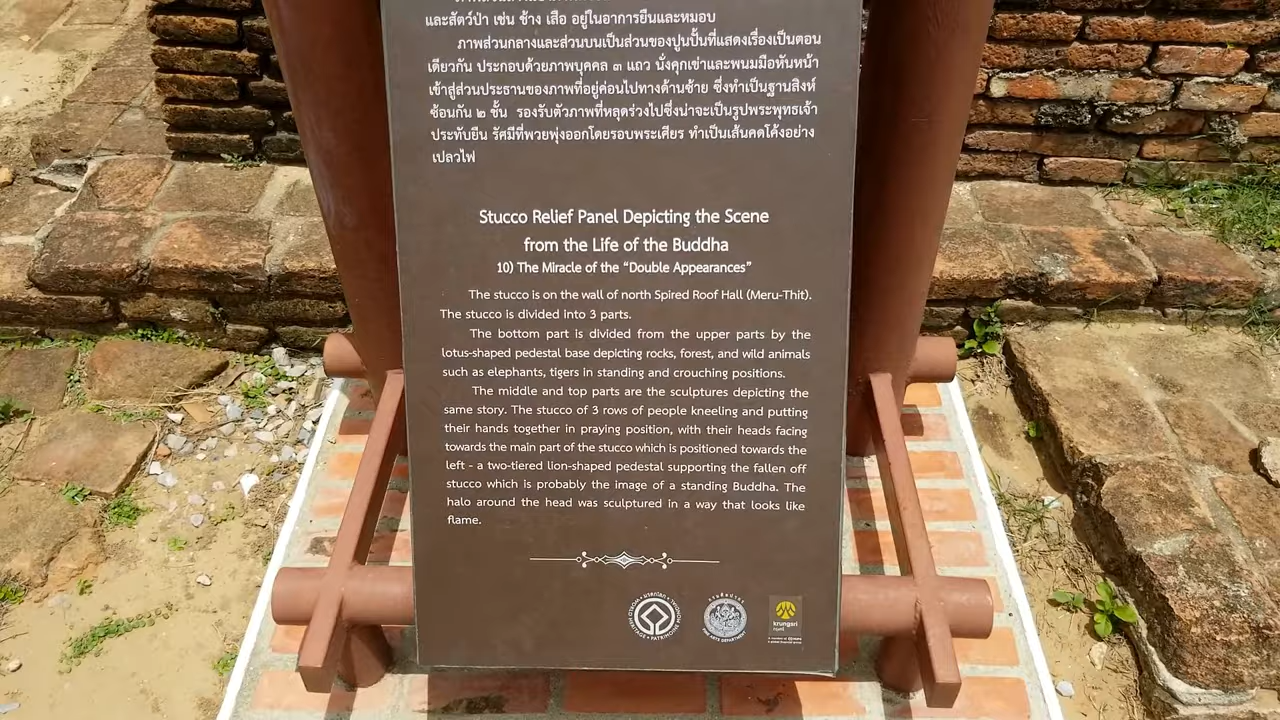 และสัตว์ป่า เช่น ช้าง เสือ อยู่ในอาการยืนและหมอบ
ภาพส่วนกลางและส่วนบนเป็นส่วนของปูนปั้นที่แสดงเรื่องเป็นตอน
เดียวกัน ประกอบด้วยภาพบุคคล ๓ แถว นั่งคุกเข่าและพนมมือหันหน้า
เข้าสู่ส่วนประธานของภาพที่อยู่ค่อนไปทางด้านซ้าย ซึ่งทำเป็นฐานสิงห์
ซ้อนกัน ๒ ชั้น รองรับตัวภาพที่หลุดร่วงไปซึ่งน่าจะเป็นรูปพระพุทธเจ้า
ประทับยืน รัศมีที่พวยพุ่งออกโดยรอบพระเศียร ทำเป็นเส้นคดโค้งอย่าง
เปลวไฟ
Stucco Relief Panel Depicting the Scene
from the Life of the Buddha
10) The Miracle of the “Double Appearances”
The stucco is on the wall of north Spired Roof Hall (Meru-Thit).
The stucco is divided into 3 parts.
The bottom part is divided from the upper parts by the
lotus-shaped pedestal base depicting rocks, forest, and wild animals
such as elephants, tigers in standing and crouching positions.
The middle and top parts are the sculptures depicting the
same story. The stucco of 3 rows of people kneeling and putting
their hands together in praying position, with their heads facing
towards the main part of the stucco which is positioned towards the
left - a two-tiered lion-shaped pedestal supporting the fallen off
stucco which is probably the image of a standing Buddha. The
halo around the head was sculptured in a way that looks like
flame.
กรมศิลปากร
FINE ARTS DEPARTMENT
krungsri
กรุงศรี